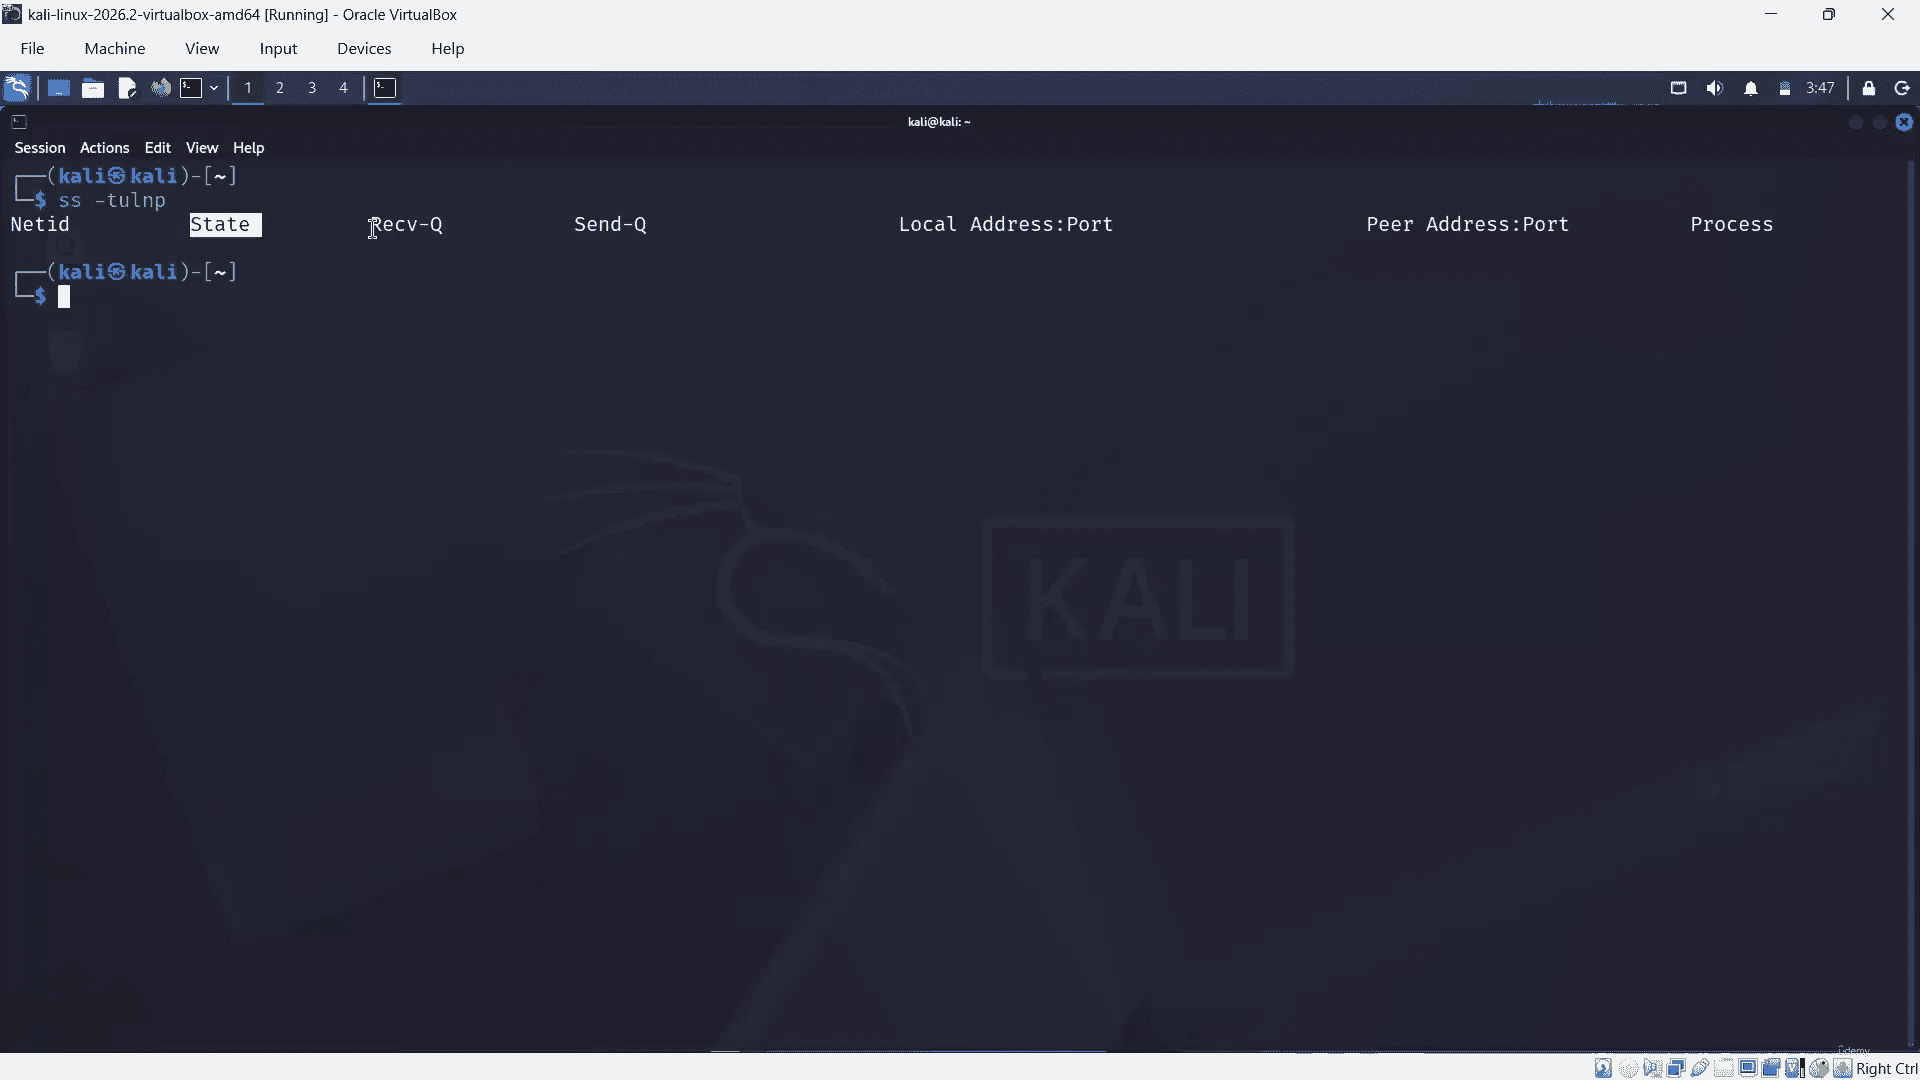 kali-linux-2026.2-virtualbox-amd64 [Running] - Oracle VirtualBox
File Machine View Input Devices Help
1 2 3 4 3:47
kali@kali: ~
Session Actions Edit View Help
┌──(kali㉿kali)-[~]
└─$ ss -tulnp
Netid State Recv-Q Send-Q Local Address:Port Peer Address:Port Process
┌──(kali㉿kali)-[~]
└─$
KALI
ûdemy
Right Ctrl